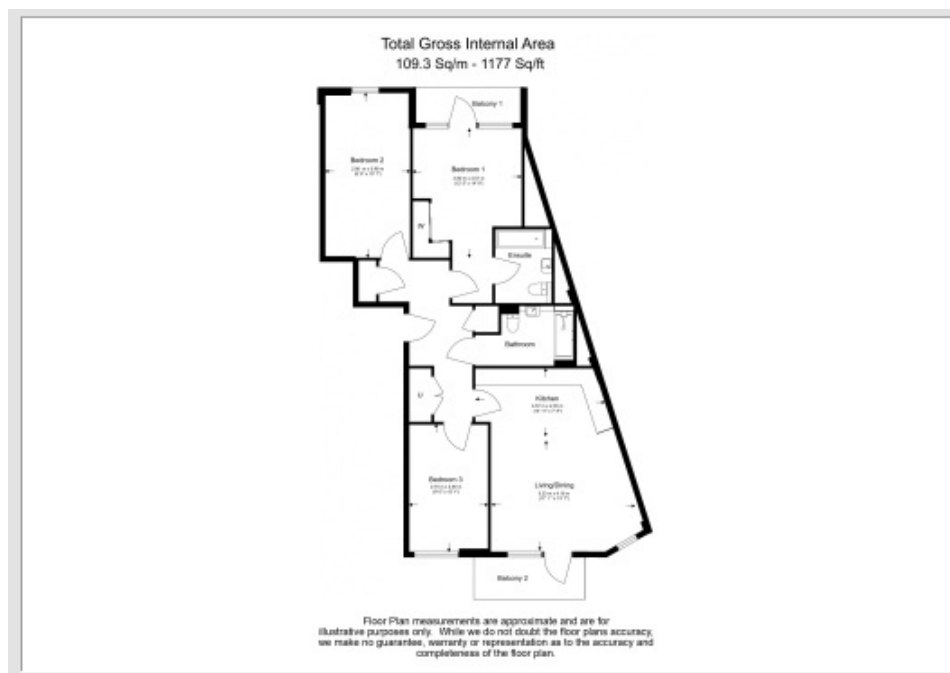 Total Gross Internal Area
109.3 Sq/m - 1177 Sq/ft
Balcony 1
Bedroom 2
Bedroom 1
W
Ensuite
Bathroom
U
Kitchen
Bedroom 3
Living/Dining
Balcony 2
Floor Plan measurements are approximate and are for
illustrative purposes only. While we do not doubt the floor plans accuracy,
we make no guarantee, warranty or representation as to the accuracy and
completeness of the floor plan.